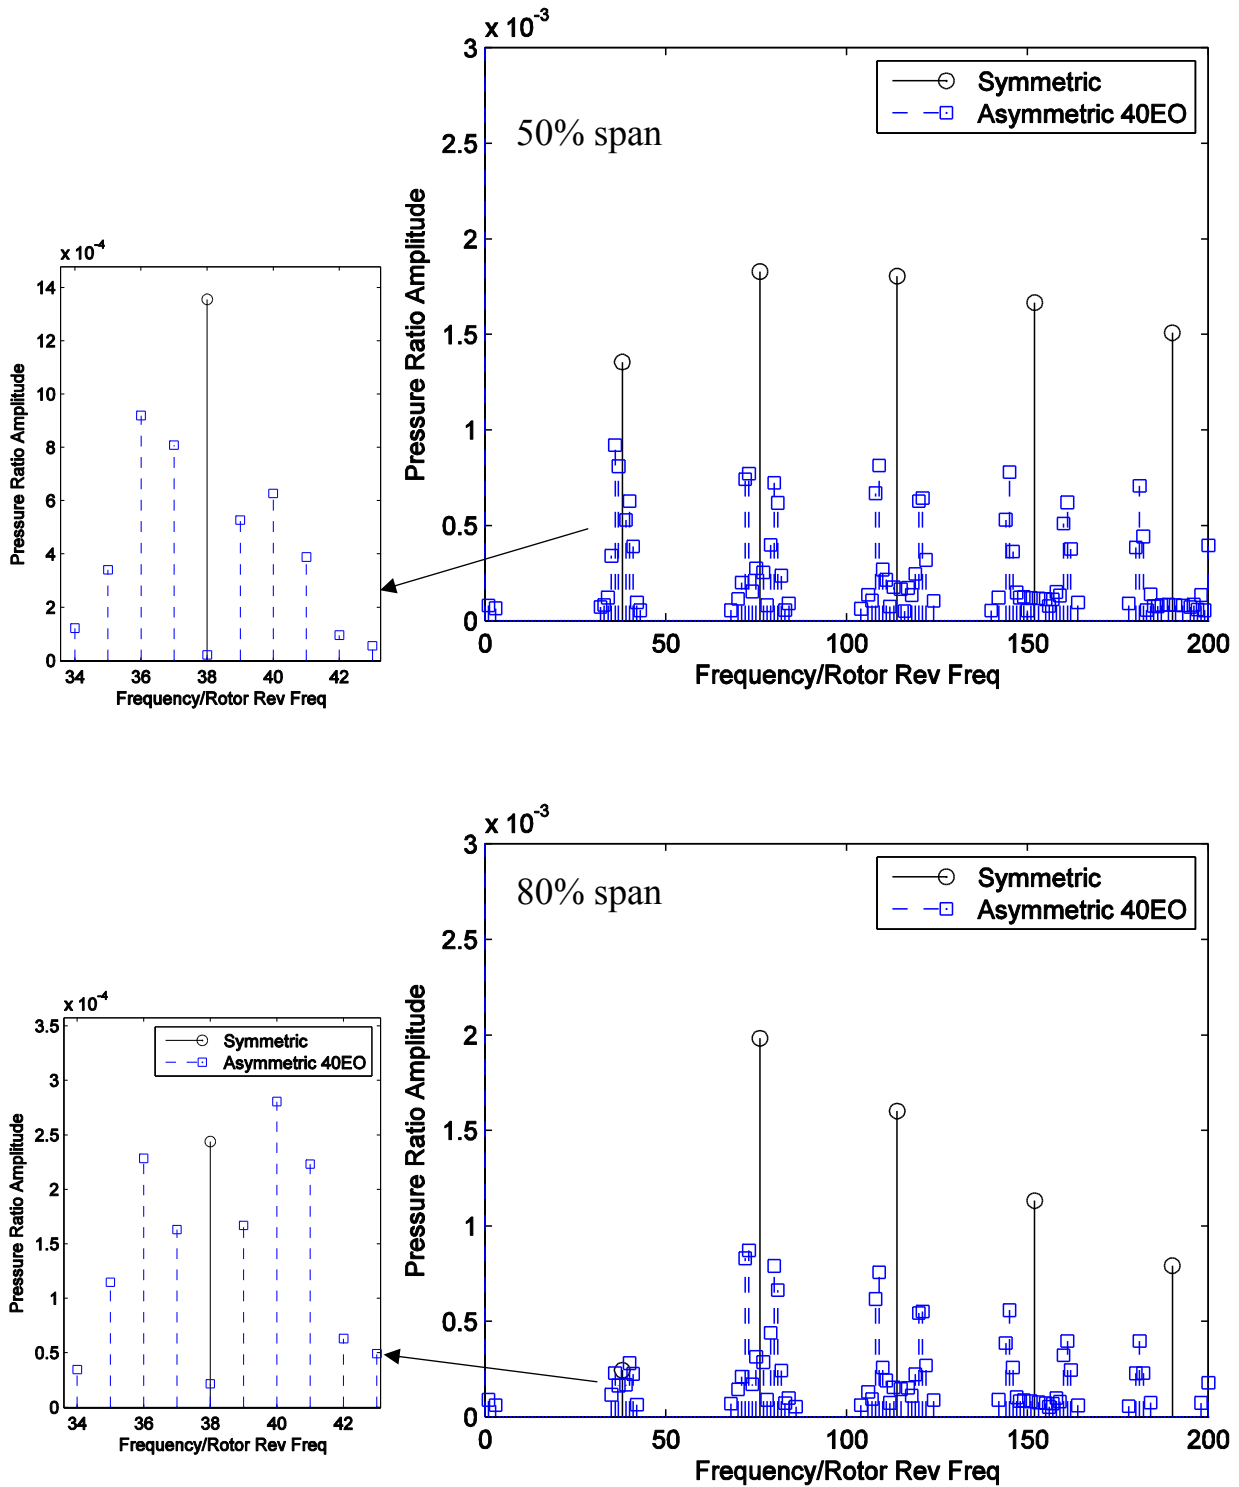 x 10-3
3
2.5
2
1.5
1
0.5
0
0 50 100 150 200
Pressure Ratio Amplitude
Frequency/Rotor Rev Freq
50% span
Symmetric
Asymmetric 40EO
x 10-4
14
12
10
8
6
4
2
0
34 36 38 40 42
Pressure Ratio Amplitude
Frequency/Rotor Rev Freq
x 10-3
3
2.5
2
1.5
1
0.5
0
0 50 100 150 200
Pressure Ratio Amplitude
Frequency/Rotor Rev Freq
80% span
Symmetric
Asymmetric 40EO
x 10-4
3.5
3
2.5
2
1.5
1
0.5
0
34 36 38 40 42
Pressure Ratio Amplitude
Frequency/Rotor Rev Freq
Symmetric
Asymmetric 40EO